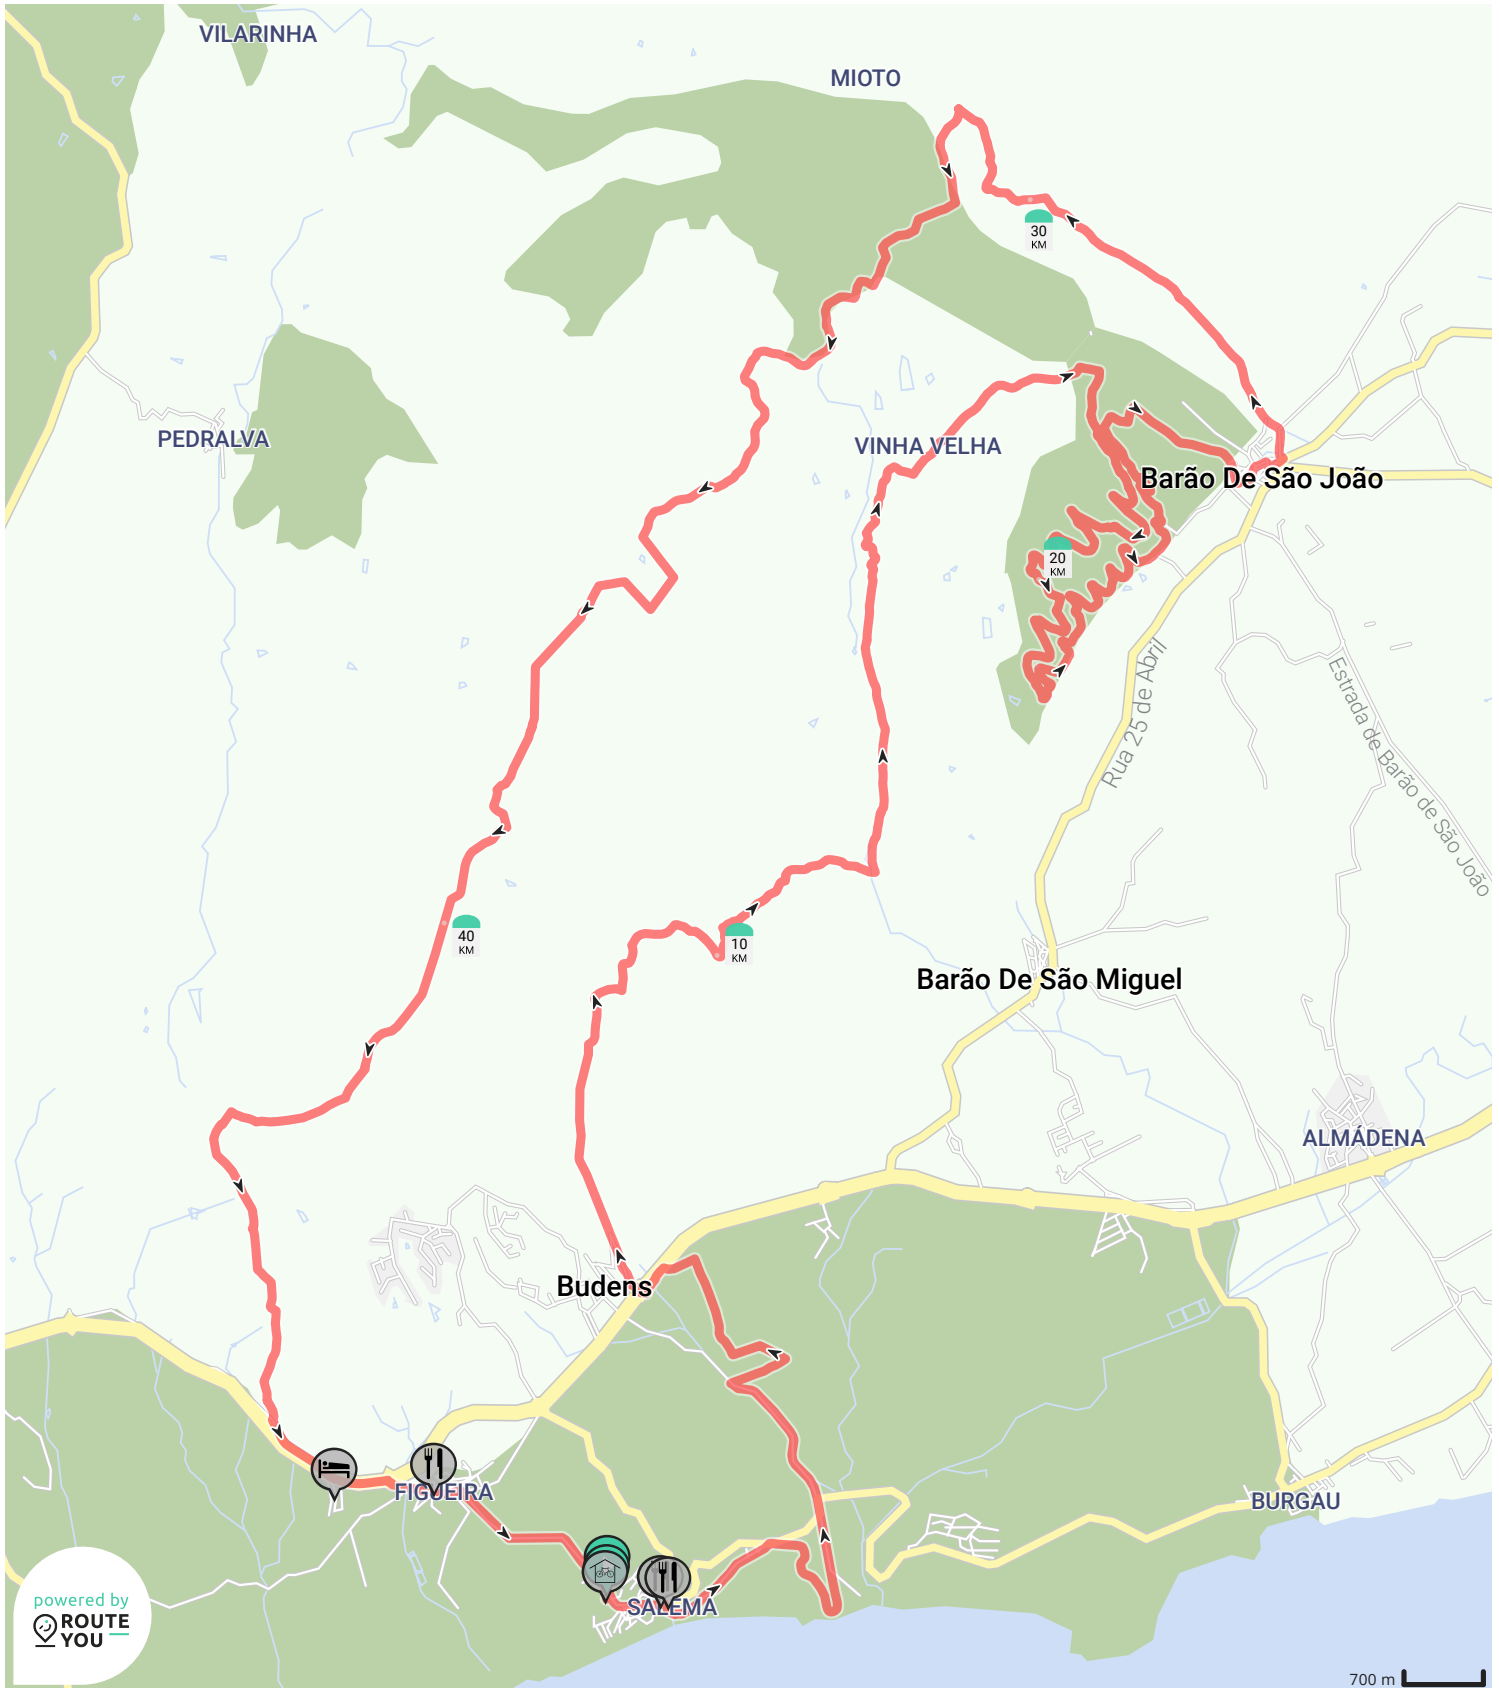 VILARINHA
MIOTO
30
KM
PEDRALVA
VINHA VELHA
Barão De São João
20
KM
Rua 25 de Abril
Estrada de Barão de São João
40
KM
10
KM
Barão De São Miguel
ALMÁDENA
Budens
FIGUEIRA
BURGAU
SALEMA
powered by
ROUTE
YOU
700 m